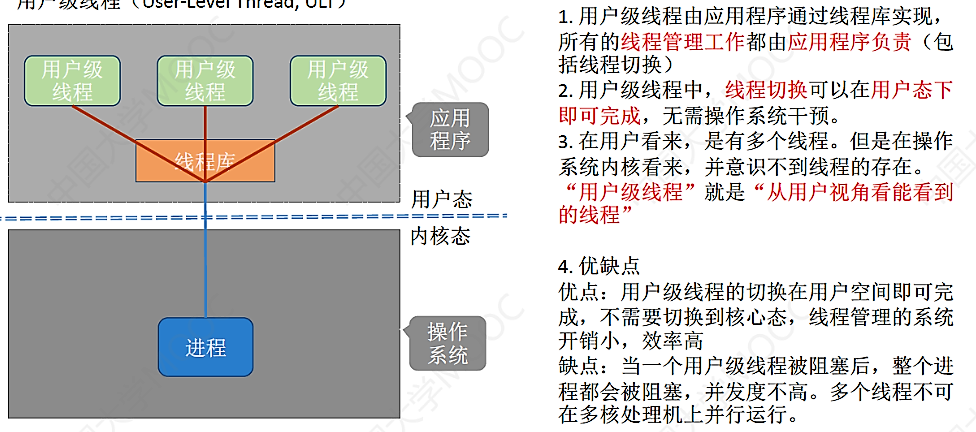 用户级线程（User-Level Thread, ULT）
用户级
线程
用户级
线程
用户级
线程
线程库
应用
程序
用户态
内核态
进程
操作
系统
1. 用户级线程由应用程序通过线程库实现，
所有的线程管理工作都由应用程序负责（包
括线程切换）
2. 用户级线程中，线程切换可以在用户态下
即可完成，无需操作系统干预。
3. 在用户看来，是有多个线程。但是在操作
系统内核看来，并意识不到线程的存在。
“用户级线程”就是“从用户视角看能看到
的线程”
4. 优缺点
优点：用户级线程的切换在用户空间即可完
成，不需要切换到核心态，线程管理的系统
开销小，效率高
缺点：当一个用户级线程被阻塞后，整个进
程都会被阻塞，并发度不高。多个线程不可
在多核处理机上并行运行。
中国大学MOOC